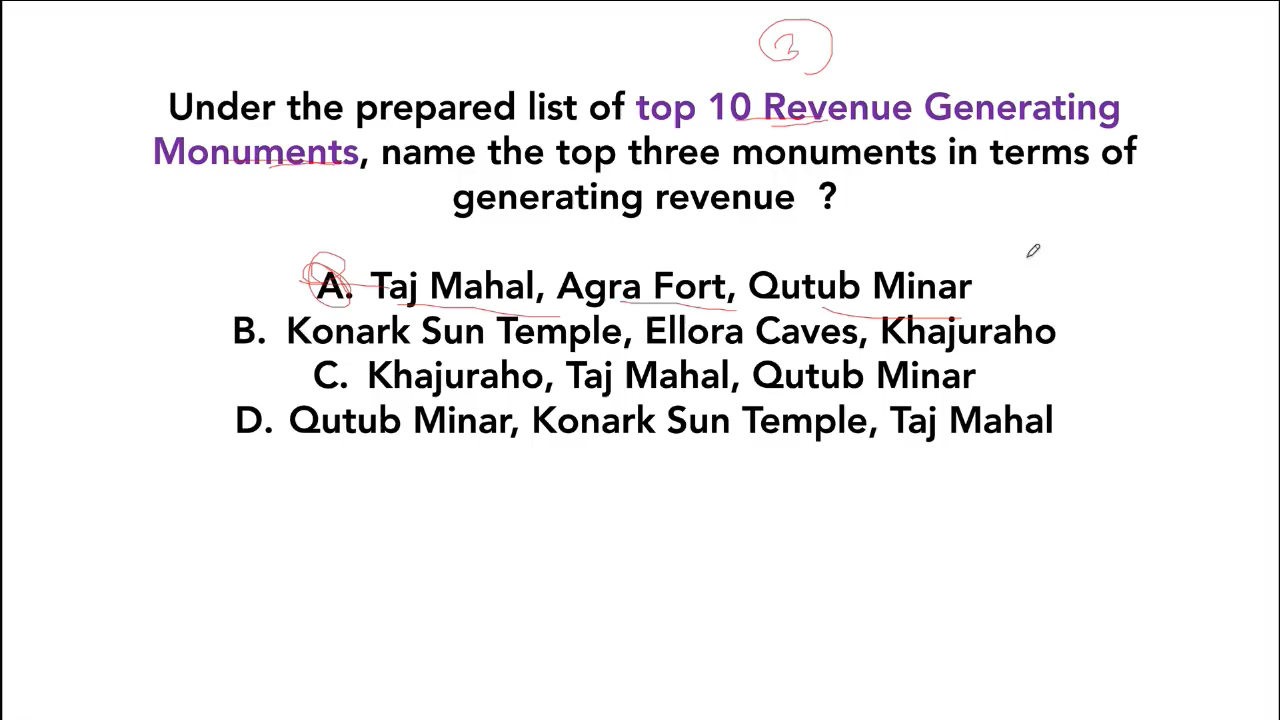 3
Under the prepared list of top 10 Revenue Generating
Monuments, name the top three monuments in terms of
generating revenue ?
A. Taj Mahal, Agra Fort, Qutub Minar
B. Konark Sun Temple, Ellora Caves, Khajuraho
C. Khajuraho, Taj Mahal, Qutub Minar
D. Qutub Minar, Konark Sun Temple, Taj Mahal